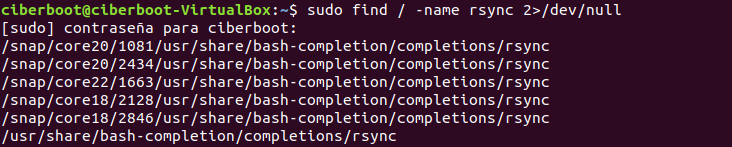 ciberboot@ciberboot-VirtualBox:~$ sudo find / -name rsync 2>/dev/null
[sudo] contraseña para ciberboot:
/snap/core20/1081/usr/share/bash-completion/completions/rsync
/snap/core20/2434/usr/share/bash-completion/completions/rsync
/snap/core22/1663/usr/share/bash-completion/completions/rsync
/snap/core18/2128/usr/share/bash-completion/completions/rsync
/snap/core18/2846/usr/share/bash-completion/completions/rsync
/usr/share/bash-completion/completions/rsync